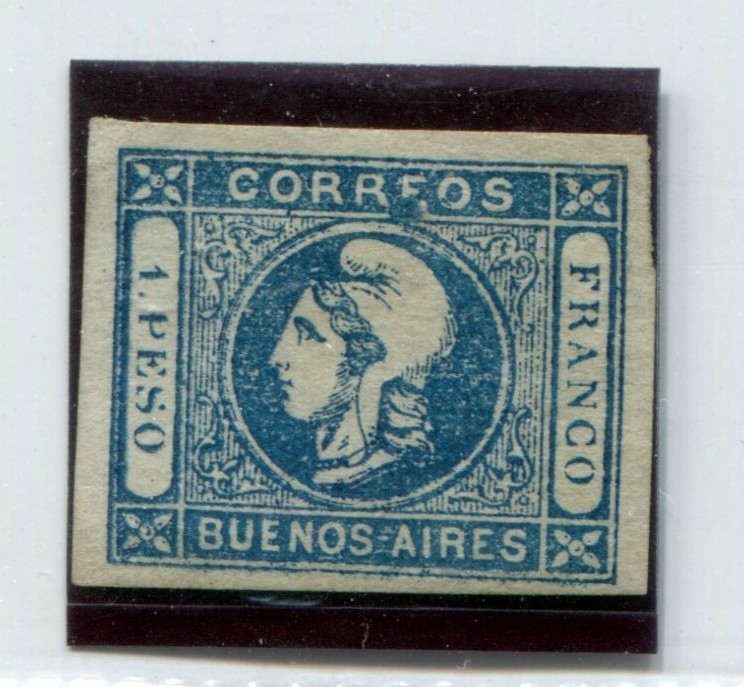 CORREOS
1. PESO
FRANCO
BUENOS-AIRES